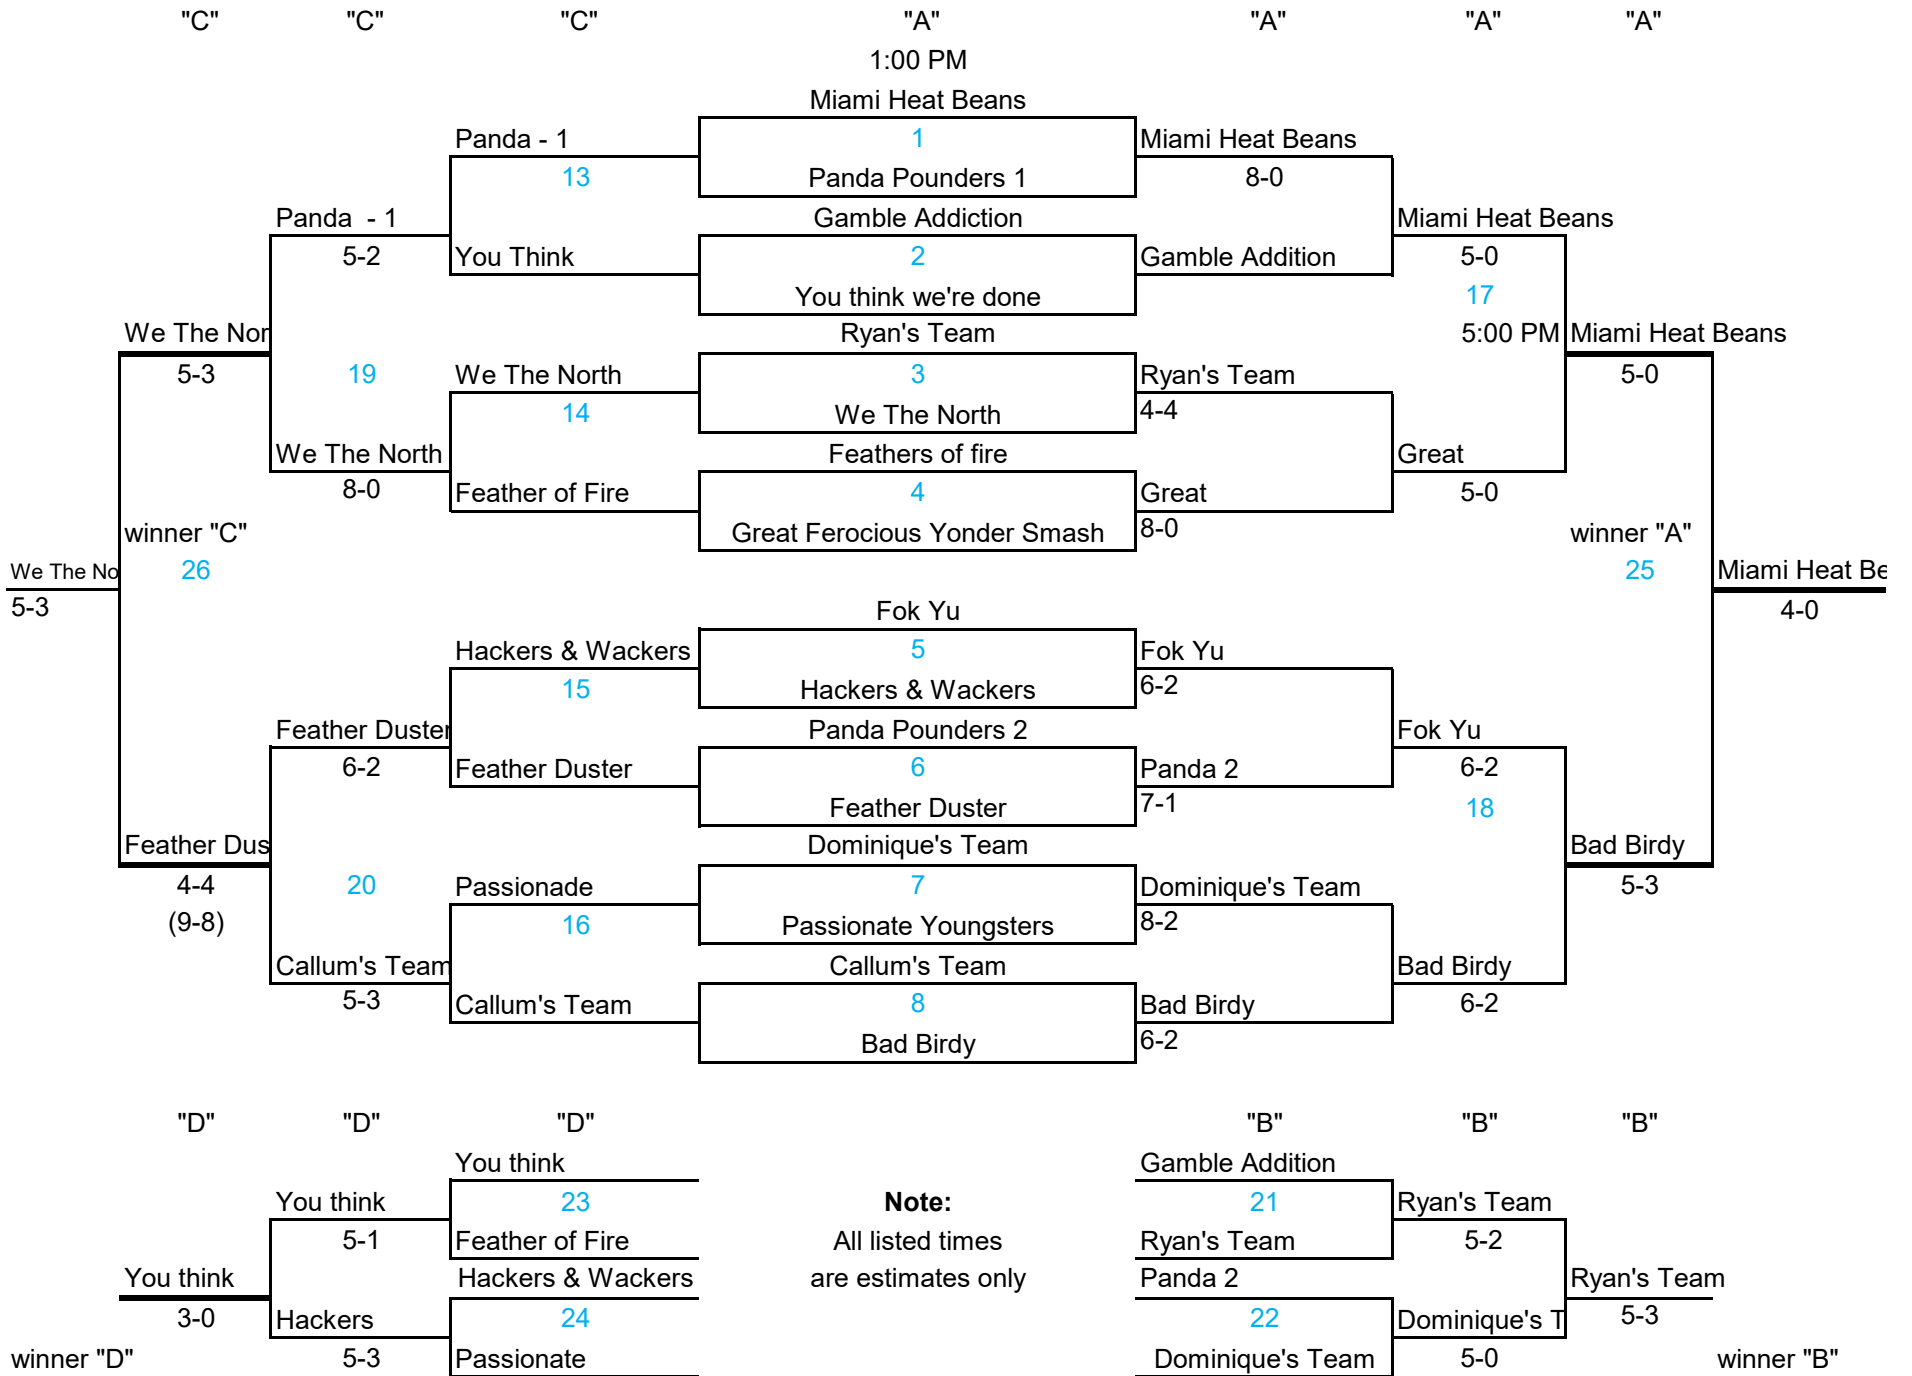 "C" "C" "C" "A" "A" "A" "A"
1:00 PM
Miami Heat Beans
Panda - 1 1 Miami Heat Beans
13 Panda Pounders 1 8-0
Panda  - 1 Gamble Addiction Miami Heat Beans
5-2 You Think 2 Gamble Addition 5-0
You think we're done 17
We The Nor Ryan's Team 5:00 PM Miami Heat Beans
5-3 19 We The North 3 Ryan's Team 5-0
14 We The North 4-4
We The North Feathers of fire Great
8-0 Feather of Fire 4 Great 5-0
winner "C" Great Ferocious Yonder Smash 8-0 winner "A"
We The No 26 25 Miami Heat Be
5-3 Fok Yu 4-0
Hackers & Wackers 5 Fok Yu
15 Hackers & Wackers 6-2
Feather Duster Panda Pounders 2 Fok Yu
6-2 Feather Duster 6 Panda 2 6-2
Feather Duster 7-1 18
Feather Dus Dominique's Team Bad Birdy
4-4 20 Passionade 7 Dominique's Team 5-3
(9-8) 16 Passionate Youngsters 8-2
Callum's Team Callum's Team Bad Birdy
5-3 Callum's Team 8 Bad Birdy 6-2
Bad Birdy 6-2
"D" "D" "D" "B" "B" "B"
You think Gamble Addition
You think 23 Note: 21 Ryan's Team
5-1 Feather of Fire All listed times Ryan's Team 5-2
You think Hackers & Wackers are estimates only Panda 2 Ryan's Team
3-0 Hackers 24 22 Dominique's T 5-3
winner "D" 5-3 Passionate Dominique's Team 5-0 winner "B"